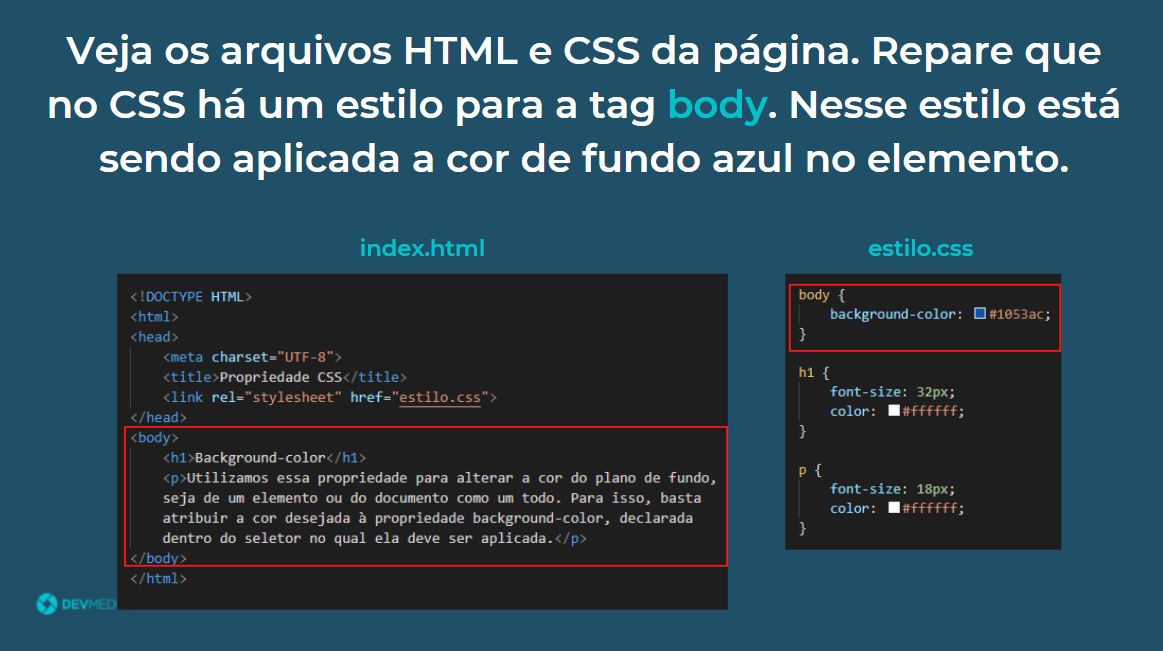 Veja os arquivos HTML e CSS da página. Repare que
no CSS há um estilo para a tag body. Nesse estilo está
sendo aplicada a cor de fundo azul no elemento.
index.html
<!DOCTYPE HTML>
<html>
<head>
<meta charset="UTF-8">
<title>Propriedade CSS</title>
<link rel="stylesheet" href="estilo.css">
</head>
<body>
<h1>Background-color</h1>
<p>Utilizamos essa propriedade para alterar a cor do plano de fundo,
seja de um elemento ou do documento como um todo. Para isso, basta
atribuir a cor desejada à propriedade background-color, declarada
dentro do seletor no qual ela deve ser aplicada.</p>
</body>
</html>
estilo.css
body {
background-color: #1053ac;
}
h1 {
font-size: 32px;
color: #ffffff;
}
p {
font-size: 18px;
color: #ffffff;
}
DEVMED